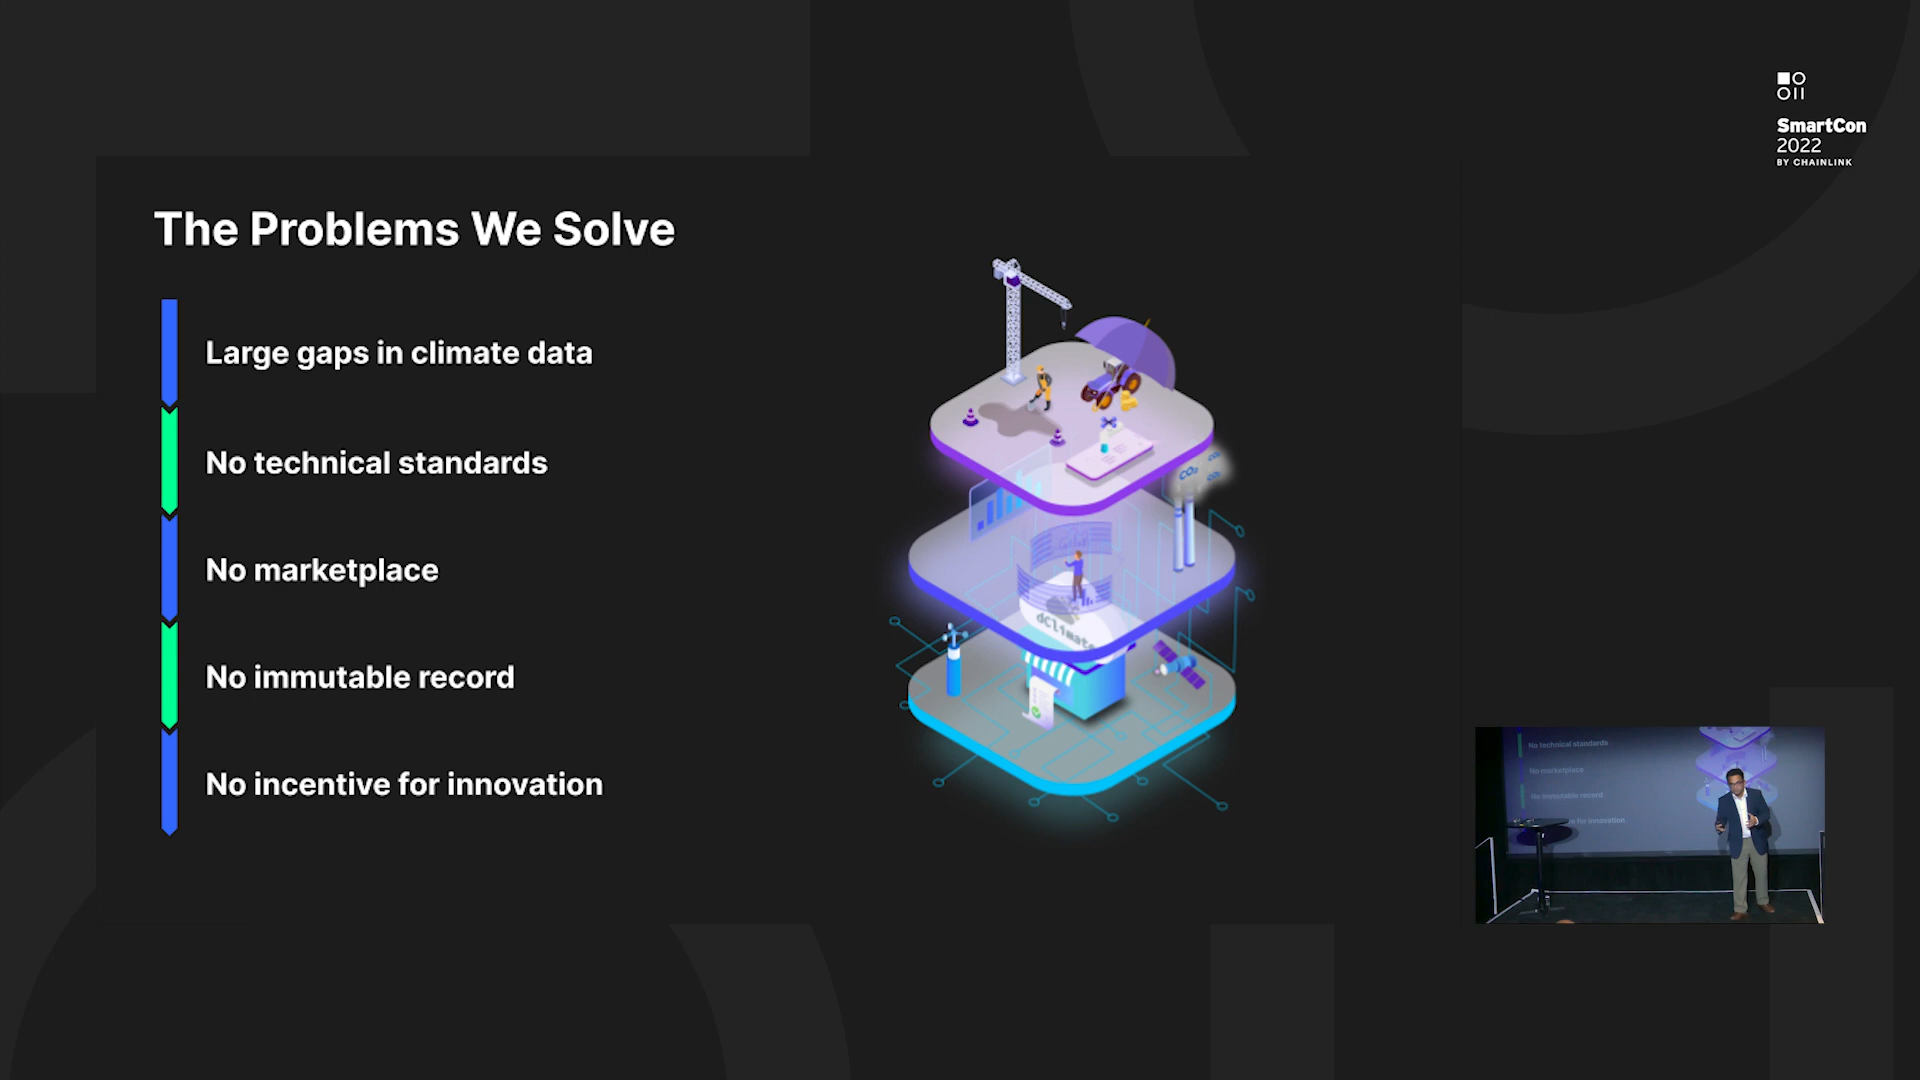 SmartCon
2022
BY CHAINLINK
The Problems We Solve
Large gaps in climate data
No technical standards
No marketplace
No immutable record
No incentive for innovation
CO₂
dClimate
No technical standards
No marketplace
No immutable record
for innovation